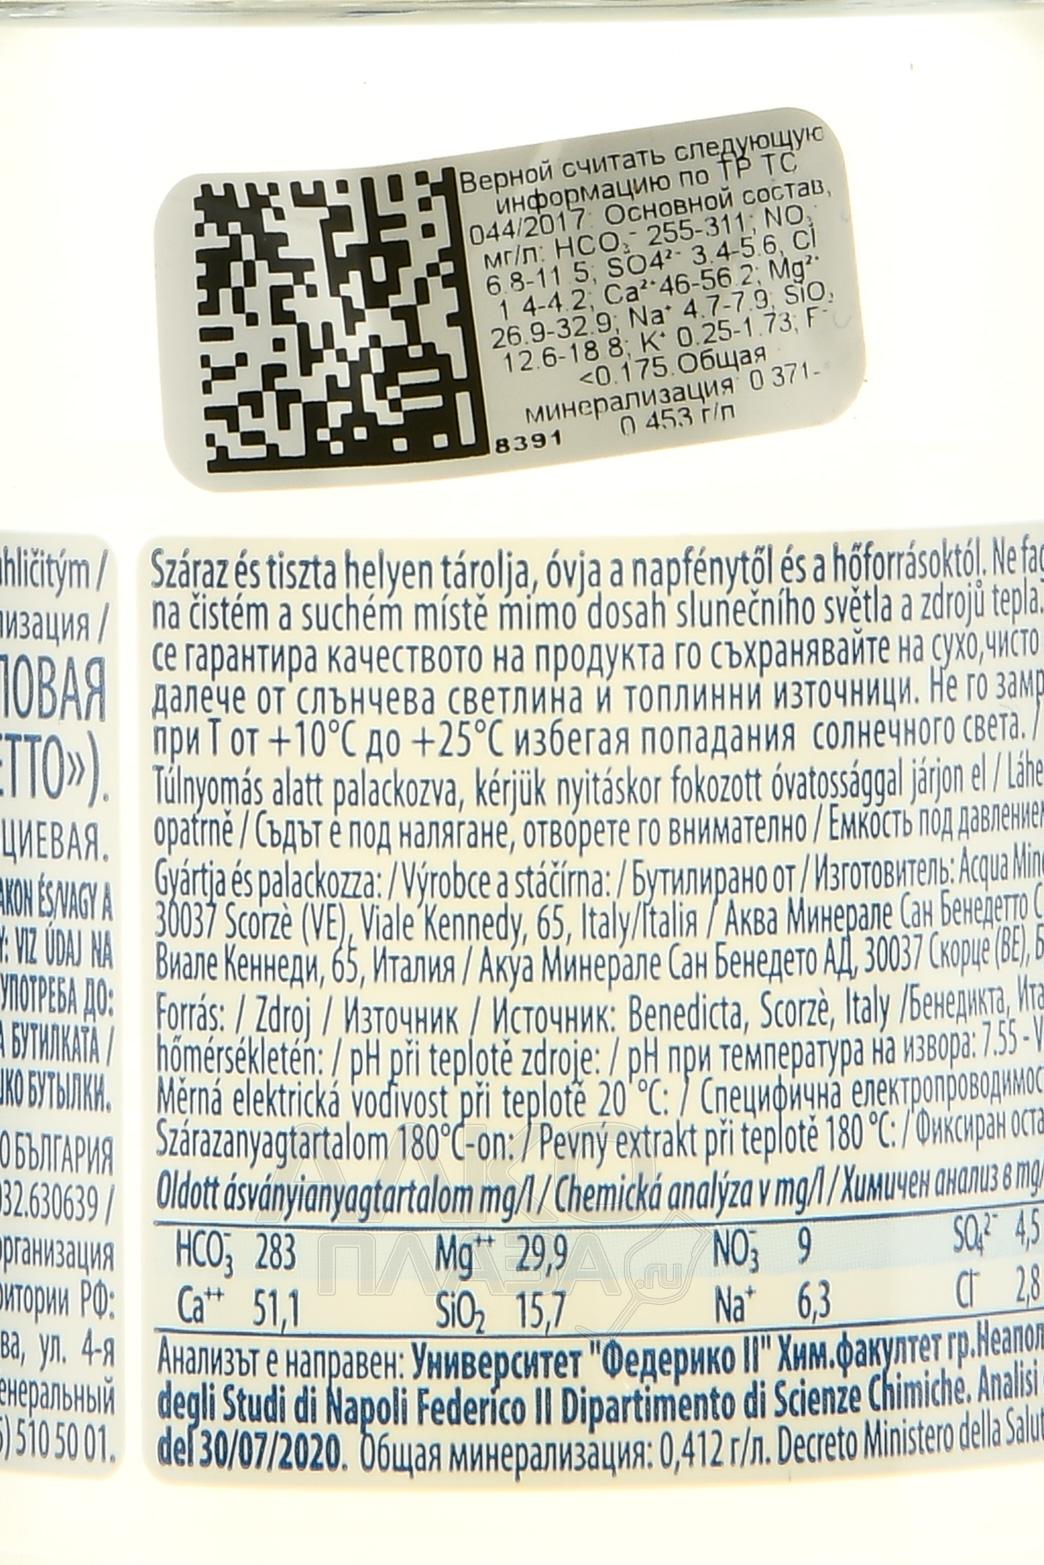 Верной считать следующую
информацию по ТР ТС
044/2017: Основной состав,
мг/л: HCO₃⁻ 255-311; NO₃⁻
6.8-11.5; SO4²⁻ 3.4-5.6; Cl
1.4-4.2; Ca²⁺ 46-56.2; Mg²⁺
26.9-32.9; Na⁺ 4.7-7.9; SiO₂
12.6-18.8; K⁺ 0.25-1.73; F⁻
<0.175.Общая
минерализация 0.371-
0.453 г/л
8391
uhličitým /
лизация /
ЛОВАЯ
ЕТТО»).
ЦИЕВАЯ.
AKON ÉS/VAGY A
Y: VIZ ÚDAJ NA
УПОТРЕБА ДО:
А БУТИЛКАТА /
ШКО БУТЫЛКИ.
О БЪЛГАРИЯ
032.630639 /
организация
ритории РФ:
ва, ул. 4-я
енеральный
5) 510 50 01.
Száraz és tiszta helyen tárolja, óvja a napfénytől és a hőforrásoktól. Ne fag
na čistém a suchém místě mimo dosah slunečního světla a zdrojů tepla.
се гарантира качеството на продукта го съхранявайте на сухо,чисто
далече от слънчева светлина и топлинни източници. Не го замр
при T от +10°C до +25°C избегая попадания солнечного света. /
Túlnyomás alatt palackozva, kérjük nyitáskor fokozott óvatossággal járjon el / Láhe
opatrně / Съдът е под налягане, отворете го внимателно / Емкость под давление
Gyártja és palackozza: / Výrobce a stáčírna: / Бутилирано от / Изготовитель: Acqua Min
30037 Scorzè (VE), Viale Kennedy, 65, Italy/Italia / Аква Минерале Сан Бенедетто С
Виале Кеннеди, 65, Италия / Акуа Минерале Сан Бенедето АД, 30037 Скорце (ВЕ), Б
Forrás: / Zdroj / Източник / Источник: Benedicta, Scorzè, Italy /Бенедикта, Ита
hőmérsékletén: / pH při teplotě zdroje: / pH при температура на извора: 7.55 - V
Měrná elektrická vodivost při teplotě 20 °C: / Специфична електропроводимос
Szárazanyagtartalom 180°C-on: / Pevný extrakt při teplotě 180 °C: / Фиксиран оста
Oldott ásványianyagtartalom mg/l / Chemická analýza v mg/l / Химичен анализ в mg/
HCO₃⁻ 283 Mg⁺⁺ 29,9 NO₃⁻ 9 SO₄²⁻ 4,5
Ca⁺⁺ 51,1 SiO₂ 15,7 Na⁺ 6,3 Cl⁻ 2,8
Анализът е направен: Университет "Федерико II" Хим.факултет гр.Неапол
degli Studi di Napoli Federico II Dipartimento di Scienze Chimiche. Analisi
del 30/07/2020. Общая минерализация: 0,412 г/л. Decreto Ministero della Salut
АЛКО
ПЛАЗА.ru